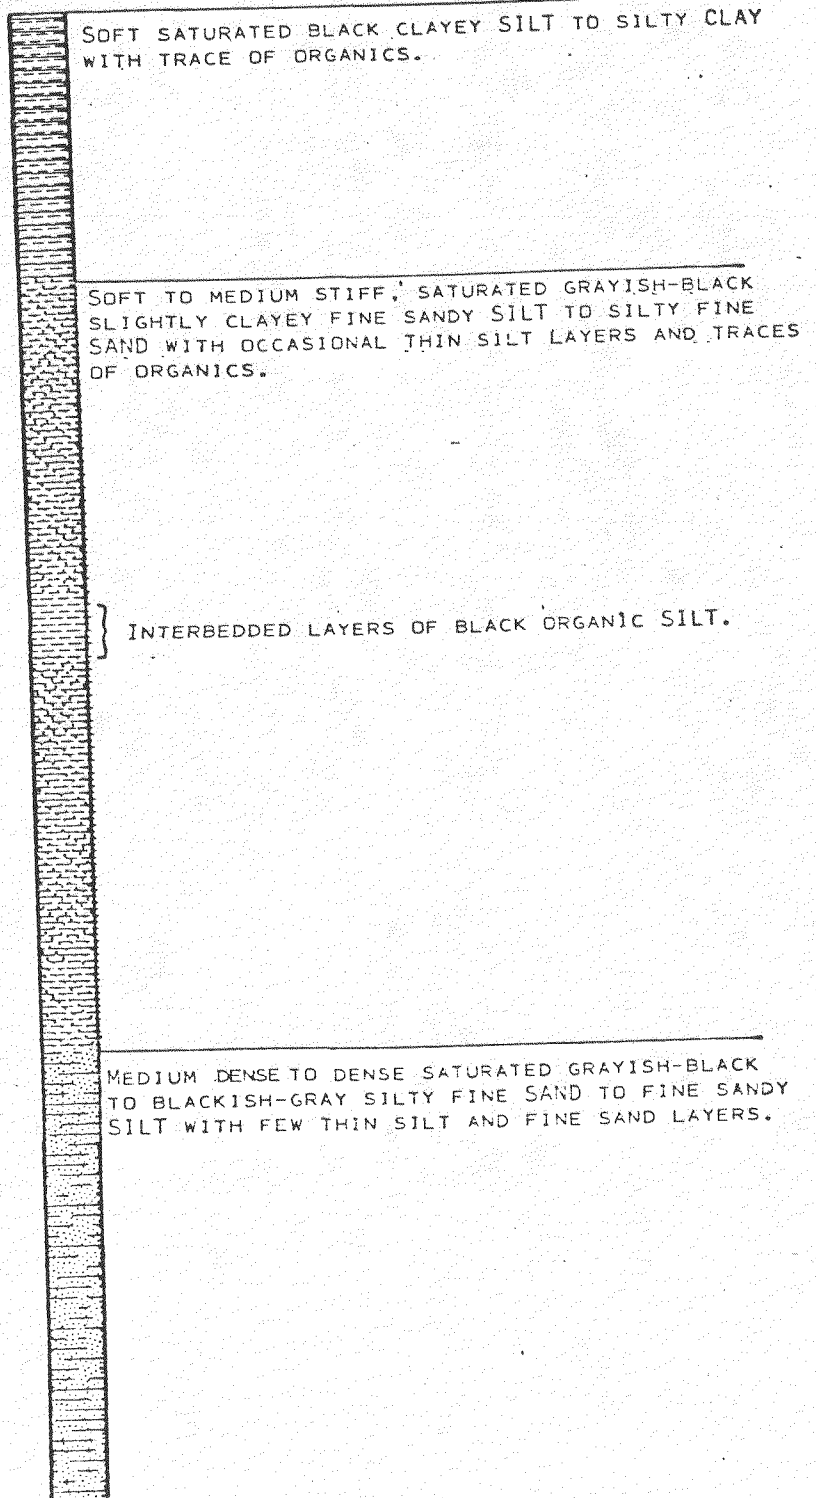 SOFT SATURATED BLACK CLAYEY SILT TO SILTY CLAY
WITH TRACE OF ORGANICS.
SOFT TO MEDIUM STIFF, SATURATED GRAYISH-BLACK
SLIGHTLY CLAYEY FINE SANDY SILT TO SILTY FINE
SAND WITH OCCASIONAL THIN SILT LAYERS AND TRACES
OF ORGANICS.
INTERBEDDED LAYERS OF BLACK ORGANIC SILT.
MEDIUM DENSE TO DENSE SATURATED GRAYISH-BLACK
TO BLACKISH-GRAY SILTY FINE SAND TO FINE SANDY
SILT WITH FEW THIN SILT AND FINE SAND LAYERS.